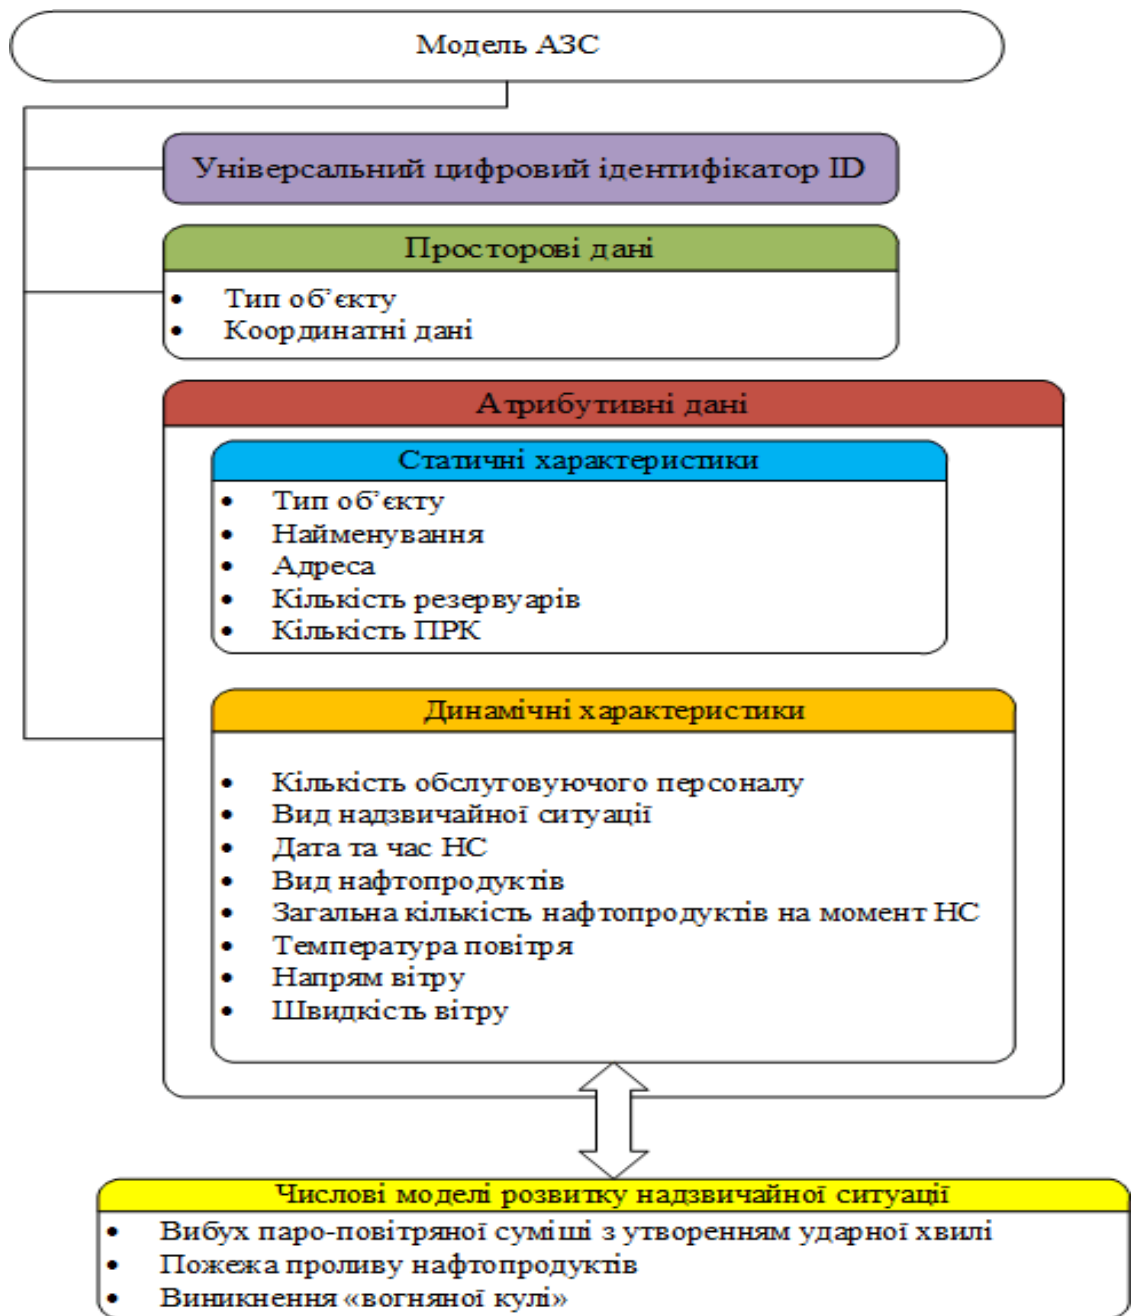 Модель АЗС
Універсальний цифровий ідентифікатор ID
Просторові дані
• Тип об’єкту
• Координатні дані
Атрибутивні дані
Статичні характеристики
• Тип об’єкту
• Найменування
• Адреса
• Кількість резервуарів
• Кількість ПРК
Динамічні характеристики
• Кількість обслуговуючого персоналу
• Вид надзвичайної ситуації
• Дата та час НС
• Вид нафтопродуктів
• Загальна кількість нафтопродуктів на момент НС
• Температура повітря
• Напрям вітру
• Швидкість вітру
Числові моделі розвитку надзвичайної ситуації
• Вибух паро-повітряної суміші з утворенням ударної хвилі
• Пожежа проливу нафтопродуктів
• Виникнення «вогняної кулі»